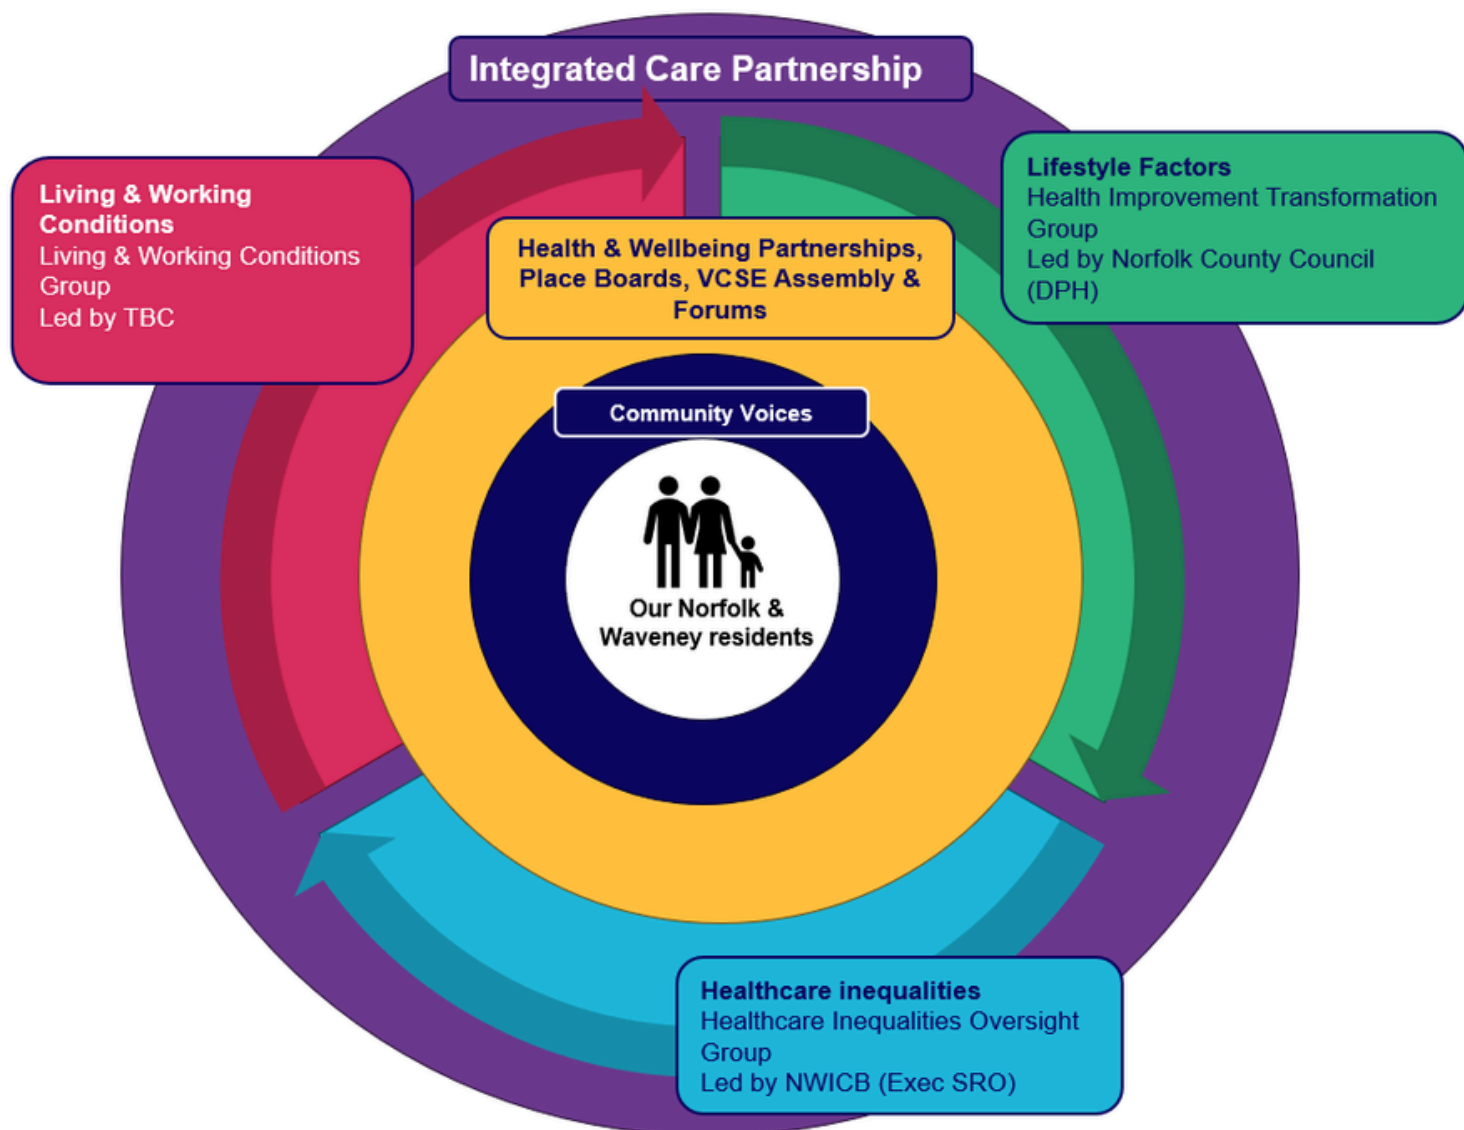 Integrated Care Partnership
Living & Working
Conditions
Living & Working Conditions
Group
Led by TBC
Lifestyle Factors
Health Improvement Transformation
Group
Led by Norfolk County Council
(DPH)
Health & Wellbeing Partnerships,
Place Boards, VCSE Assembly &
Forums
Community Voices
Our Norfolk &
Waveney residents
Healthcare inequalities
Healthcare Inequalities Oversight
Group
Led by NWICB (Exec SRO)